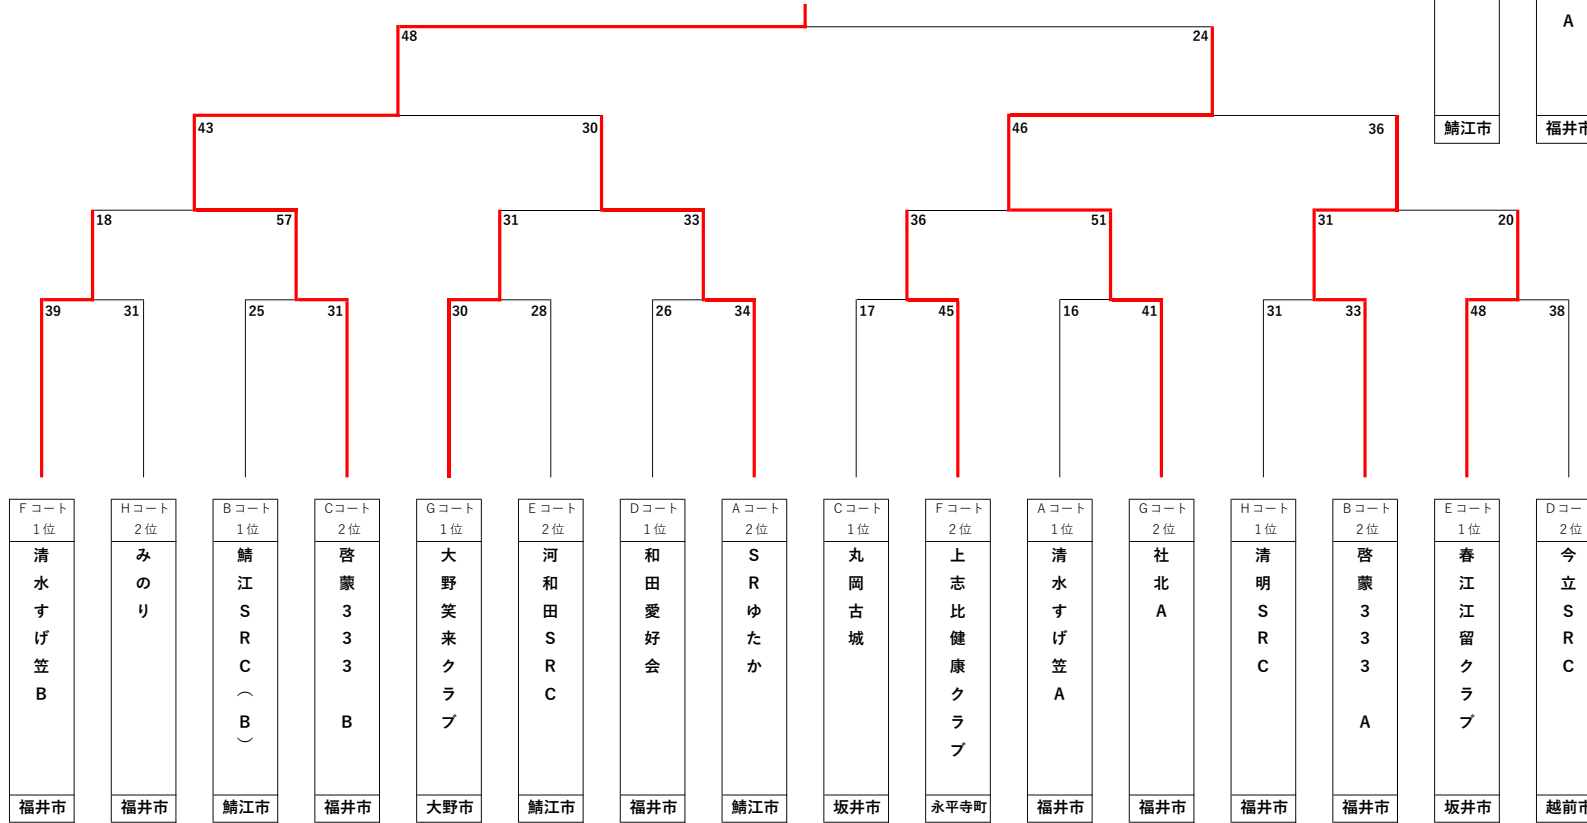 A
48
24
鯖江市
福井市
43
30
46
36
18
57
31
33
36
51
31
20
39
31
25
31
30
28
26
34
17
45
16
41
31
33
48
38
Fコート
1位
清水すげ笠B
福井市
Hコート
2位
みのり
福井市
Bコート
1位
鯖江SRC（B）
鯖江市
Cコート
2位
啓蒙333 B
福井市
Gコート
1位
大野笑来クラブ
大野市
Eコート
2位
河和田SRC
鯖江市
Dコート
1位
和田愛好会
福井市
Aコート
2位
SRゆたか
鯖江市
Cコート
1位
丸岡古城
坂井市
Fコート
2位
上志比健康クラブ
永平寺町
Aコート
1位
清水すげ笠A
福井市
Gコート
2位
社北A
福井市
Hコート
1位
清明SRC
福井市
Bコート
2位
啓蒙333 A
福井市
Eコート
1位
春江江留クラブ
坂井市
Dコー
2位
今立SRC
越前市